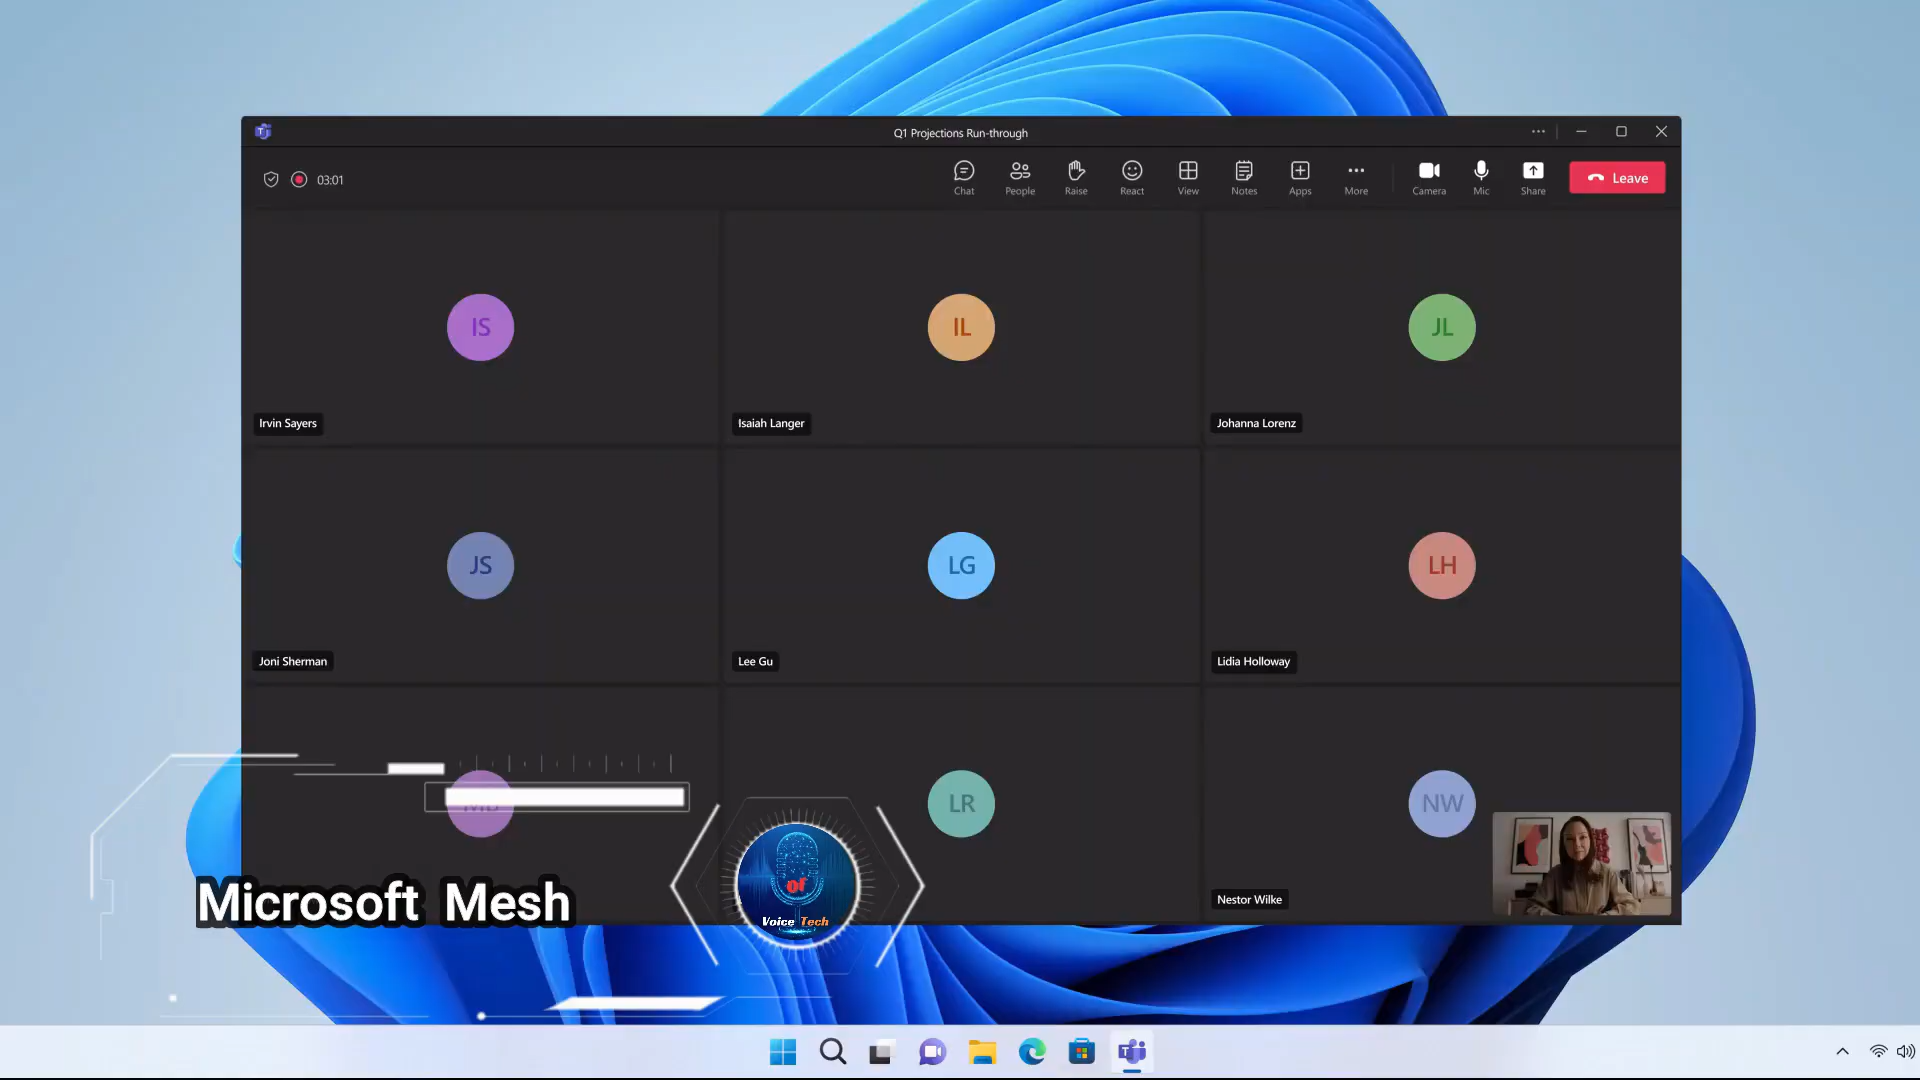 Q1 Projections Run-through
03:01
Chat
People
Raise
React
View
Notes
Apps
More
Camera
Mic
Share
Leave
IS
IL
JL
Irvin Sayers
Isaiah Langer
Johanna Lorenz
JS
LG
LH
Joni Sherman
Lee Gu
Lidia Holloway
LR
NW
Nestor Wilke
Microsoft Mesh
of
Voice Tech